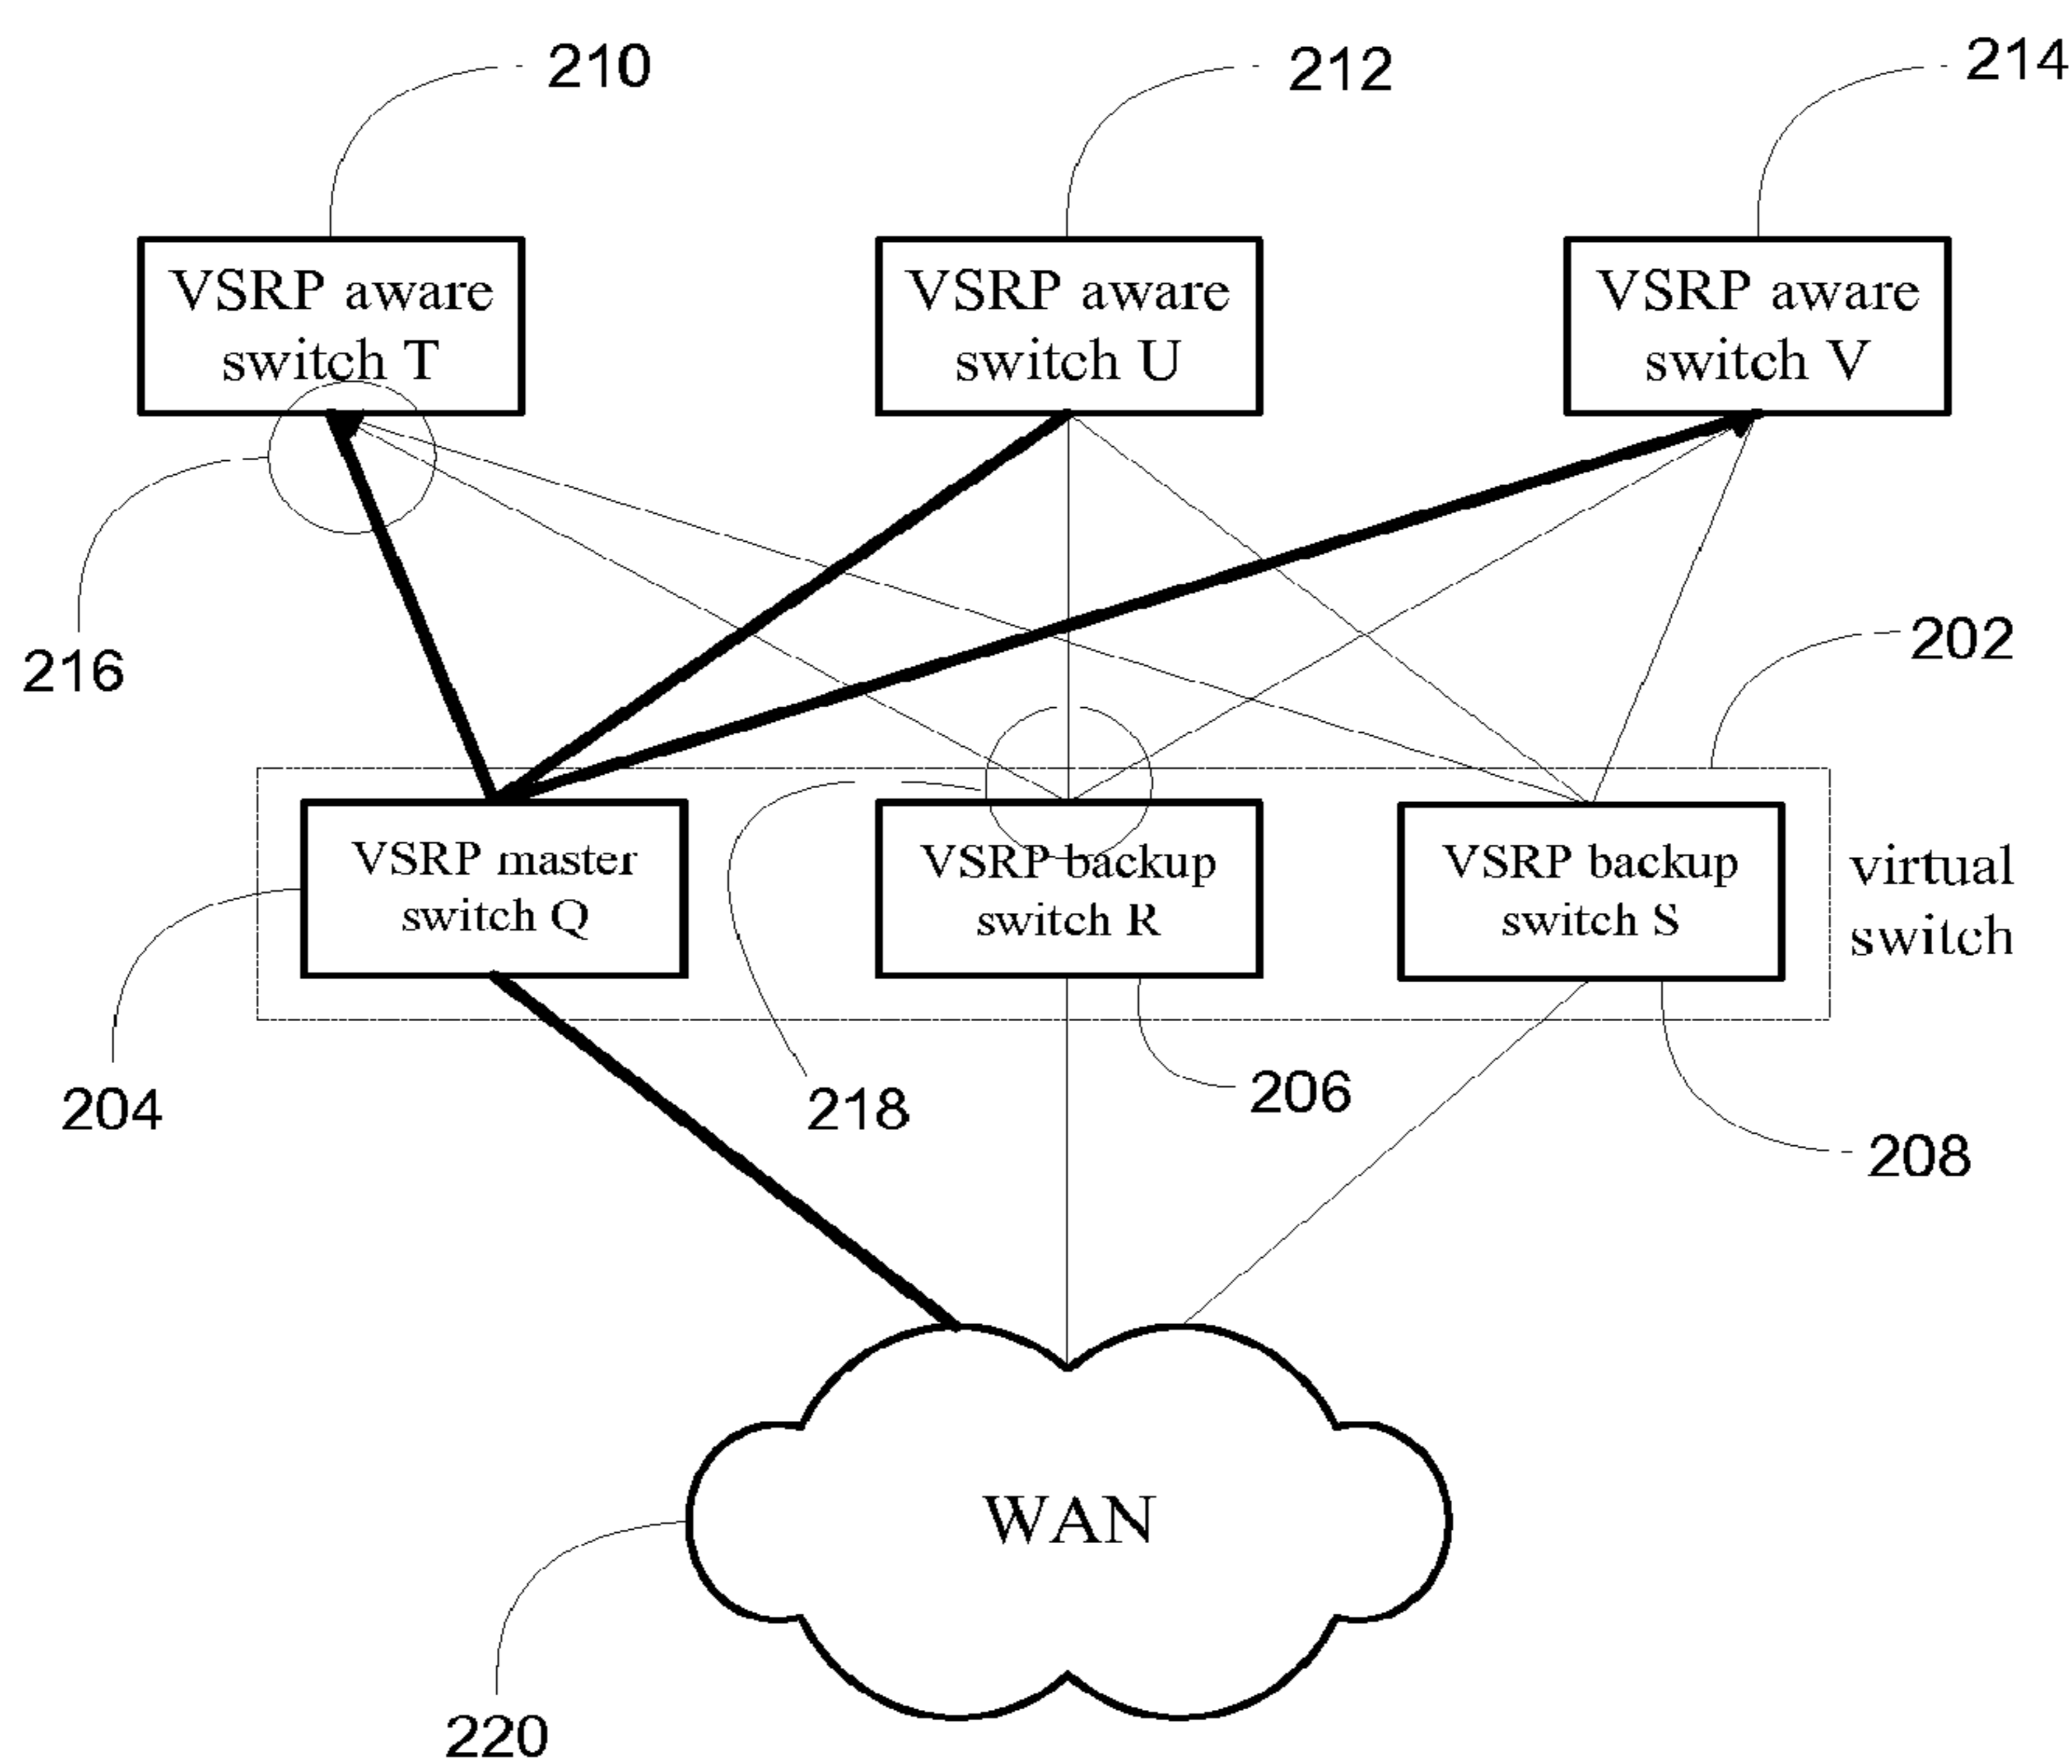 210
212
214
VSRP aware
switch T
VSRP aware
switch U
VSRP aware
switch V
216
202
VSRP master
switch Q
VSRP backup
switch R
VSRP backup
switch S
virtual
switch
204
218
206
208
WAN
220